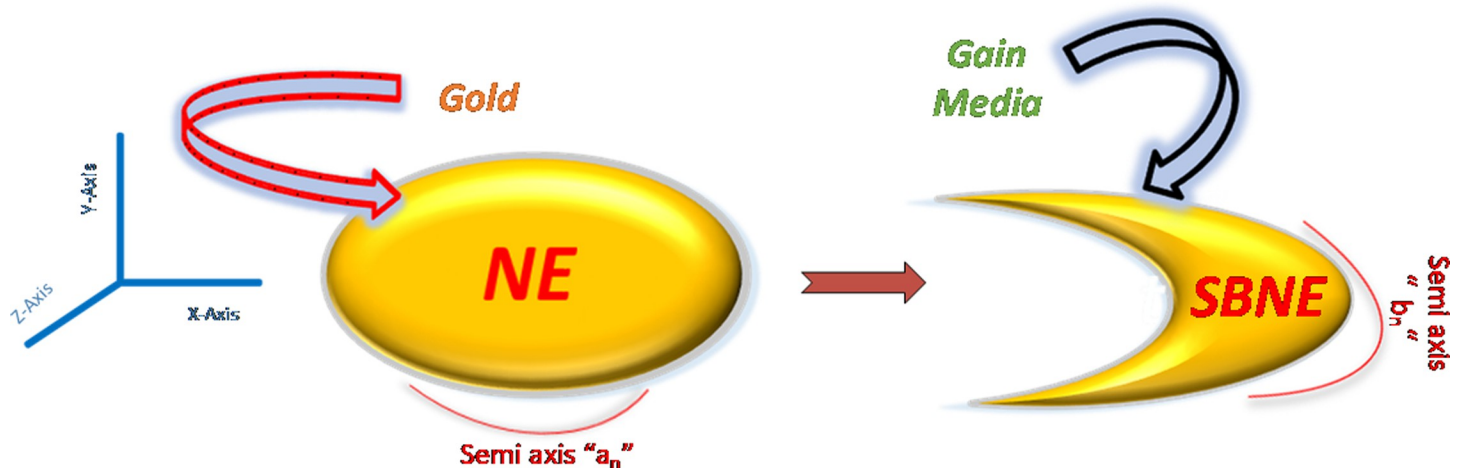 Gold
Gain
Media
Y-Axis
Z-Axis
X-Axis
NE
SBNE
Semi axis
“ bₙ “
Semi axis “aₙ”